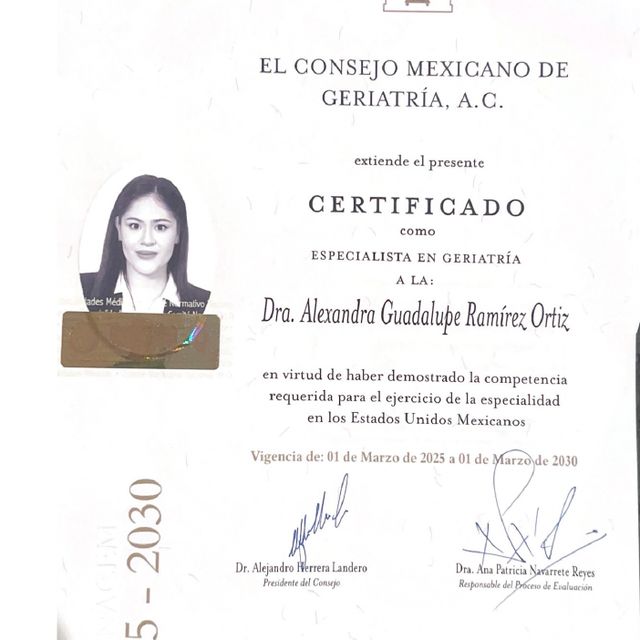 EL CONSEJO MEXICANO DE
GERIATRÍA, A.C.
extiende el presente
CERTIFICADO
como
ESPECIALISTA EN GERIATRÍA
A LA:
Dra. Alexandra Guadalupe Ramírez Ortiz
en virtud de haber demostrado la competencia
requerida para el ejercicio de la especialidad
en los Estados Unidos Mexicanos
Vigencia de: 01 de Marzo de 2025 a 01 de Marzo de 2030
Dr. Alejandro Herrera Landero
Presidente del Consejo
Dra. Ana Patricia Navarrete Reyes
Responsable del Proceso de Evaluación
5 - 2030